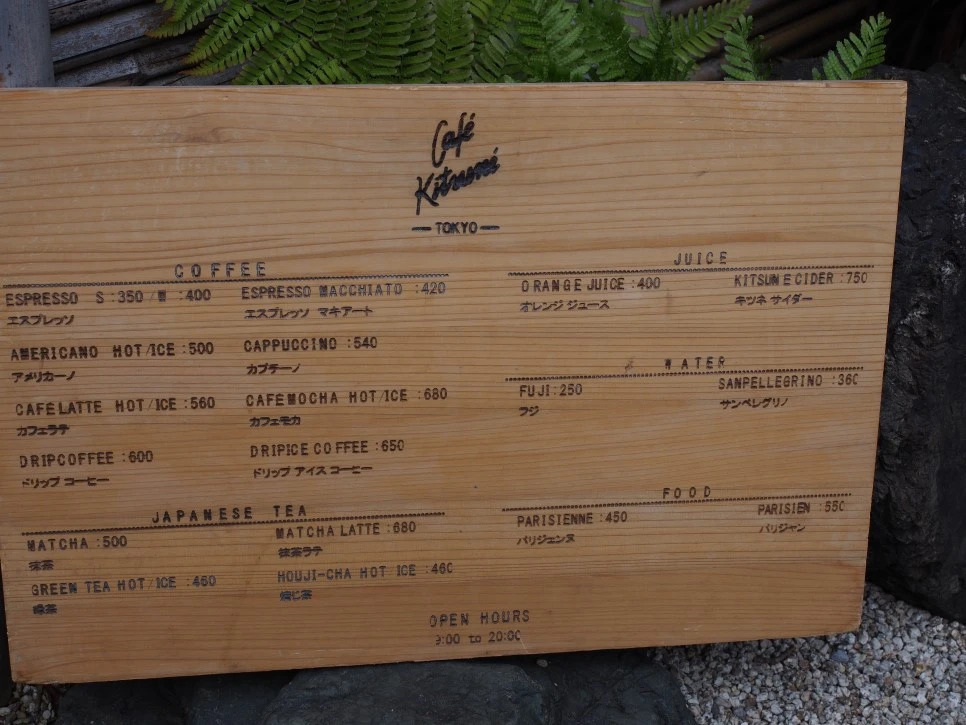 Café
Kitsuné
TOKYO
COFFEE
ESPRESSO S:350/W :400
エスプレッソ
ESPRESSO MACCHIATO :420
エスプレッソ マキアート
AMERICANO HOT/ICE :500
アメリカーノ
CAPPUCCINO :540
カプチーノ
CAFÉ LATTE HOT/ICE :560
カフェラテ
CAFÉ MOCHA HOT/ICE :680
カフェモカ
DRIP COFFEE :600
ドリップ コーヒー
DRIP ICE COFFEE :650
ドリップ アイス コーヒー
JAPANESE TEA
MATCHA :500
抹茶
MATCHA LATTE :680
抹茶ラテ
GREEN TEA HOT/ICE :460
緑茶
HOUJI-CHA HOT ICE :460
焙じ茶
JUICE
ORANGE JUICE :400
オレンジ ジュース
KITSUNE CIDER :750
キツネ サイダー
WATER
FUJI :250
フジ
SANPELLEGRINO :360
サンペレグリノ
FOOD
PARISIENNE :450
パリジェンヌ
PARISIEN :550
パリジャン
OPEN HOURS
9:00 to 20:00